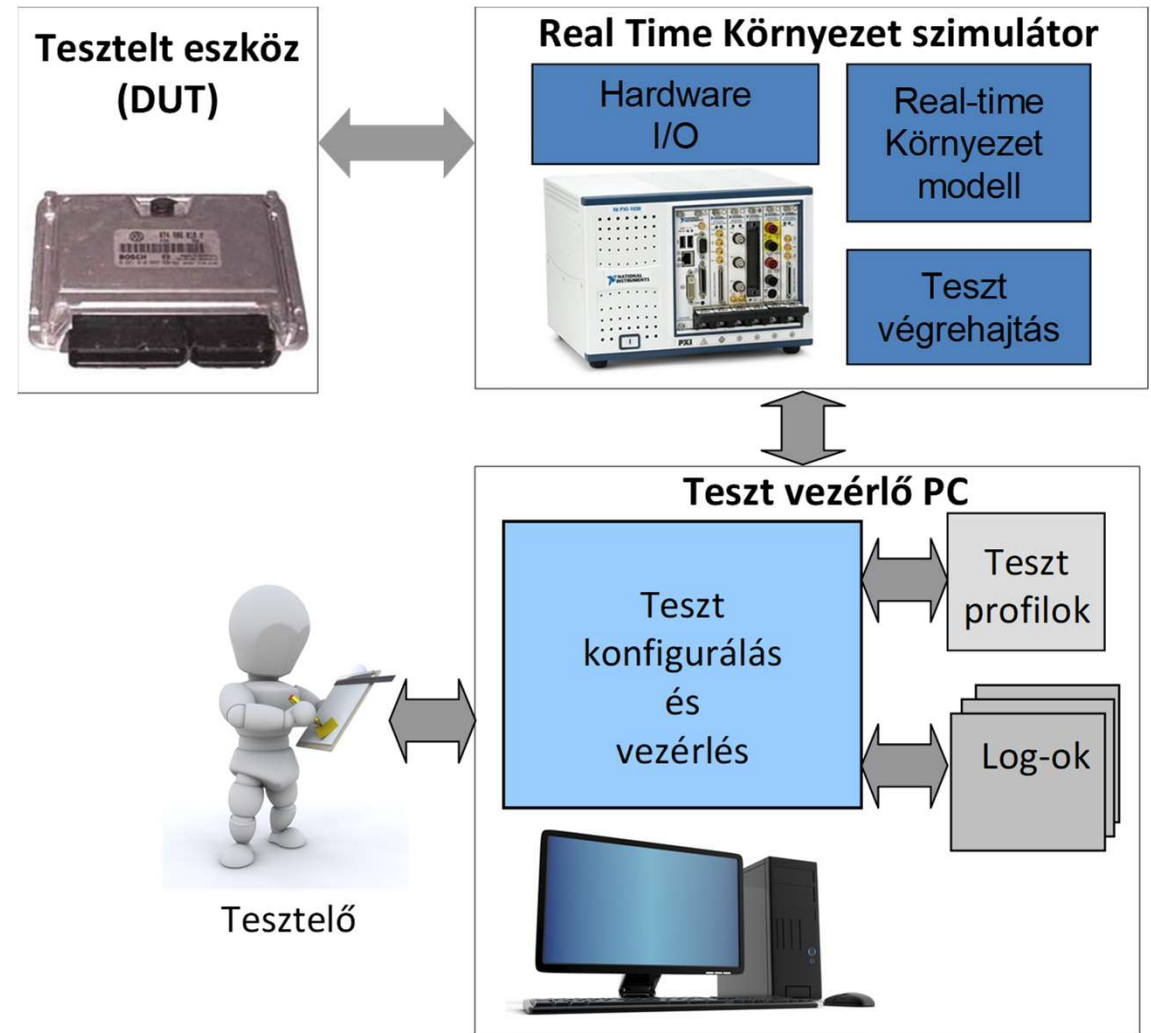 Tesztelt eszköz
(DUT)
BOSCH
Real Time Környezet szimulátor
Hardware
I/O
Real-time
Környezet
modell
NATIONAL
INSTRUMENTS
PXI
Teszt
végrehajtás
Teszt vezérlő PC
Teszt
konfigurálás
és
vezérlés
Teszt
profilok
Log-ok
Tesztelő